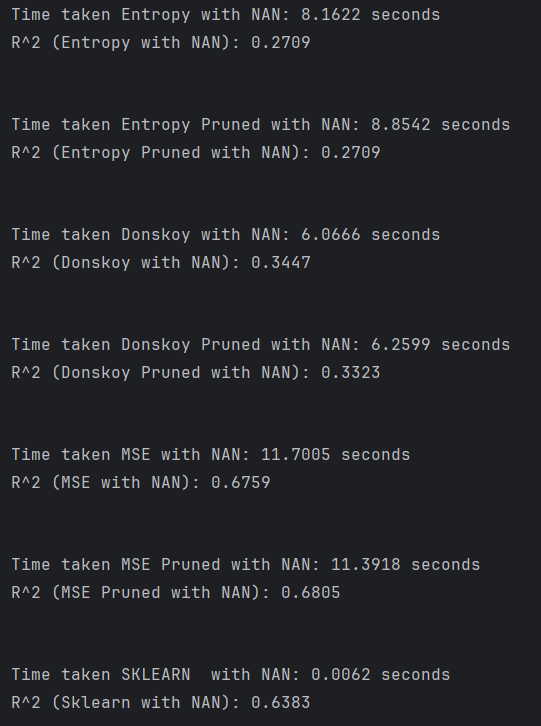 Time taken Entropy with NAN: 8.1622 seconds
R^2 (Entropy with NAN): 0.2709
Time taken Entropy Pruned with NAN: 8.8542 seconds
R^2 (Entropy Pruned with NAN): 0.2709
Time taken Donskoy with NAN: 6.0666 seconds
R^2 (Donskoy with NAN): 0.3447
Time taken Donskoy Pruned with NAN: 6.2599 seconds
R^2 (Donskoy Pruned with NAN): 0.3323
Time taken MSE with NAN: 11.7005 seconds
R^2 (MSE with NAN): 0.6759
Time taken MSE Pruned with NAN: 11.3918 seconds
R^2 (MSE Pruned with NAN): 0.6805
Time taken SKLEARN  with NAN: 0.0062 seconds
R^2 (Sklearn with NAN): 0.6383